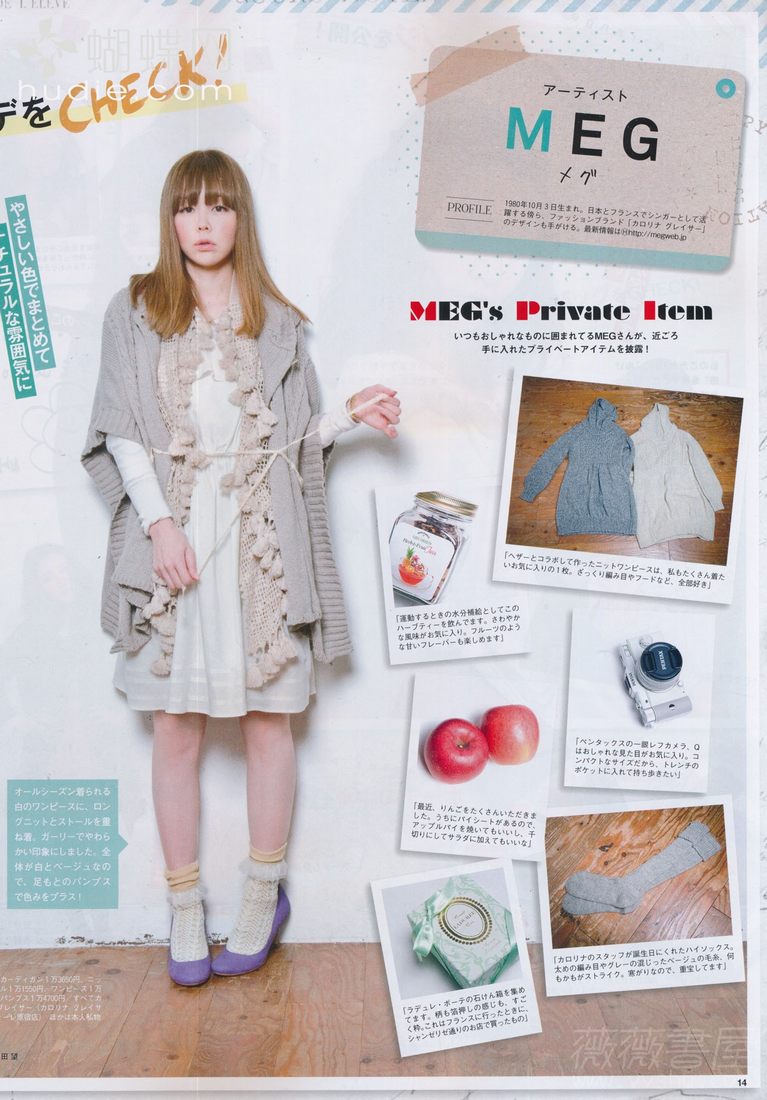 蝴蝶网
hudie.com
デをCHECK!
アーティスト
MEG
メグ
PROFILE
1980年10月3日生まれ。日本とフランスでシンガーとして活
躍する傍ら、ファッションブランド「カロリナ グレイサー」
のデザインも手がける。最新情報はⒽhttp://megweb.jp
やさしい色でまとめて
ナチュラルな雰囲気に
MEG's Private Item
いつもおしゃれなものに囲まれてるMEGさんが、近ごろ
手に入れたプライベートアイテムを披露！
「ヘザーとコラボして作ったニットワンピースは、私もたくさん着た
いお気に入りの1枚。ざっくり編み目やフードなど、全部好き」
「運動するときの水分補給としてこの
ハーブティーを飲んでます。さわやか
な風味がお気に入り。フルーツのよう
な甘いフレーバーも楽しめます」
PENTAX
「ペンタックスの一眼レフカメラ、Q
はおしゃれな見た目がお気に入り。コ
ンパクトなサイズだから、トレンチの
ポケットに入れて持ち歩きたい」
「最近、りんごをたくさんいただきま
した。うちにパイシートがあるので、
アップルパイを焼いてもいいし、千
切りにしてサラダに加えてもいいな」
オールシーズン着られる
白のワンピースに、ロン
グニットとストールを重
ね着。ガーリーでやわら
かい印象にしました。全
体が白とベージュなの
で、足もとのパンプス
で色みをプラス！
「カロリナのスタッフが誕生日にくれたハイソックス。
太めの編み目やグレーの混じったベージュの毛糸、何
もかもがストライク。寒がりなので、重宝してます」
LADURÉE
「ラデュレ・ボーテの石けん箱を集め
てます。柄も箔押しの感じも、すご
く粋。これはフランスに行ったときに、
シャンゼリゼ通りのお店で買ったもの」
カーディガン1万3650円、ニッ
ル1万1550円、ワンピース1万
パンプス1万4700円／すべてカ
グレイサー（カロリナ グレイサ
ーレ原宿店） ほかは本人私物
田 望
薇薇書屋
14